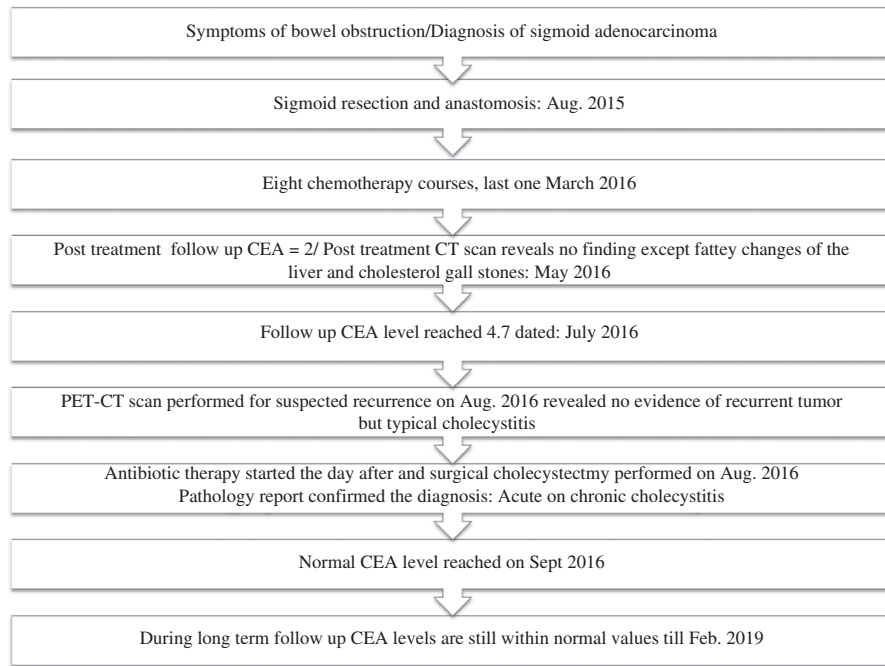 Symptoms of bowel obstruction/Diagnosis of sigmoid adenocarcinoma
Sigmoid resection and anastomosis: Aug. 2015
Eight chemotherapy courses, last one March 2016
Post treatment follow up CEA = 2/ Post treatment CT scan reveals no finding except fattey changes of the
liver and cholesterol gall stones: May 2016
Follow up CEA level reached 4.7 dated: July 2016
PET-CT scan performed for suspected recurrence on Aug. 2016 revealed no evidence of recurrent tumor
but typical cholecystitis
Antibiotic therapy started the day after and surgical cholecystectmy performed on Aug. 2016
Pathology report confirmed the diagnosis: Acute on chronic cholecystitis
Normal CEA level reached on Sept 2016
During long term follow up CEA levels are still within normal values till Feb. 2019